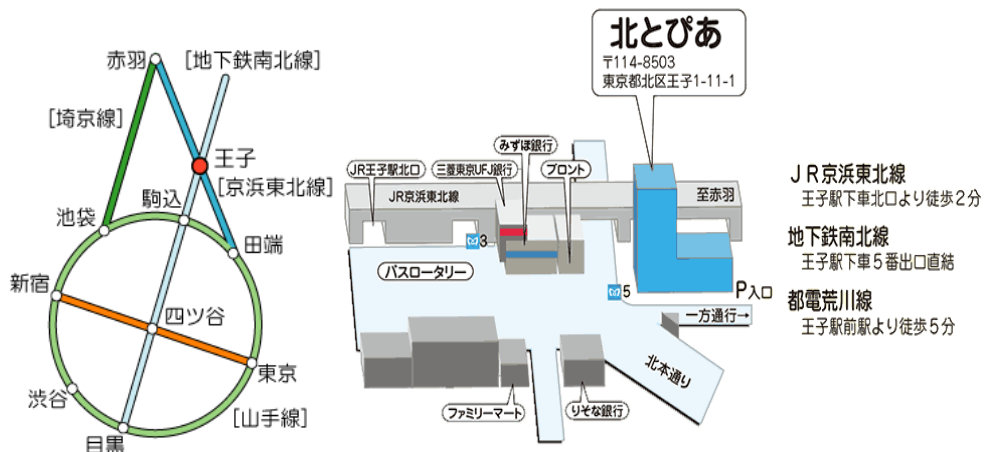 赤羽
[地下鉄南北線]
[埼京線]
王子
[京浜東北線]
駒込
池袋
田端
新宿
四ツ谷
東京
渋谷
[山手線]
目黒
北とぴあ
〒114-8503
東京都北区王子1-11-1
みずほ銀行
JR王子駅北口
三菱東京UFJ銀行
プロント
JR京浜東北線
至赤羽
3
バスロータリー
5
P入口
一方通行→
北本通り
ファミリーマート
りそな銀行
ＪＲ京浜東北線
王子駅下車北口より徒歩２分
地下鉄南北線
王子駅下車５番出口直結
都電荒川線
王子駅前駅より徒歩５分